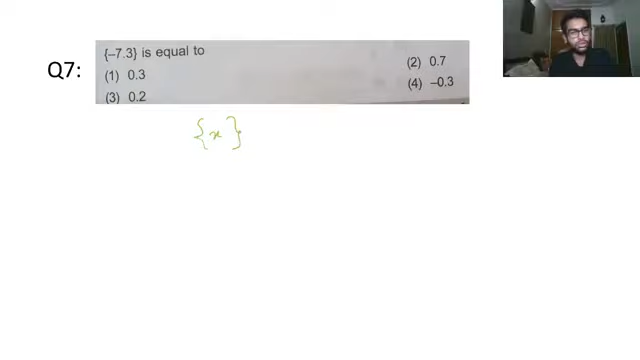 Q7:
{–7.3} is equal to
(1) 0.3
(2) 0.7
(3) 0.2
(4) –0.3
{x}